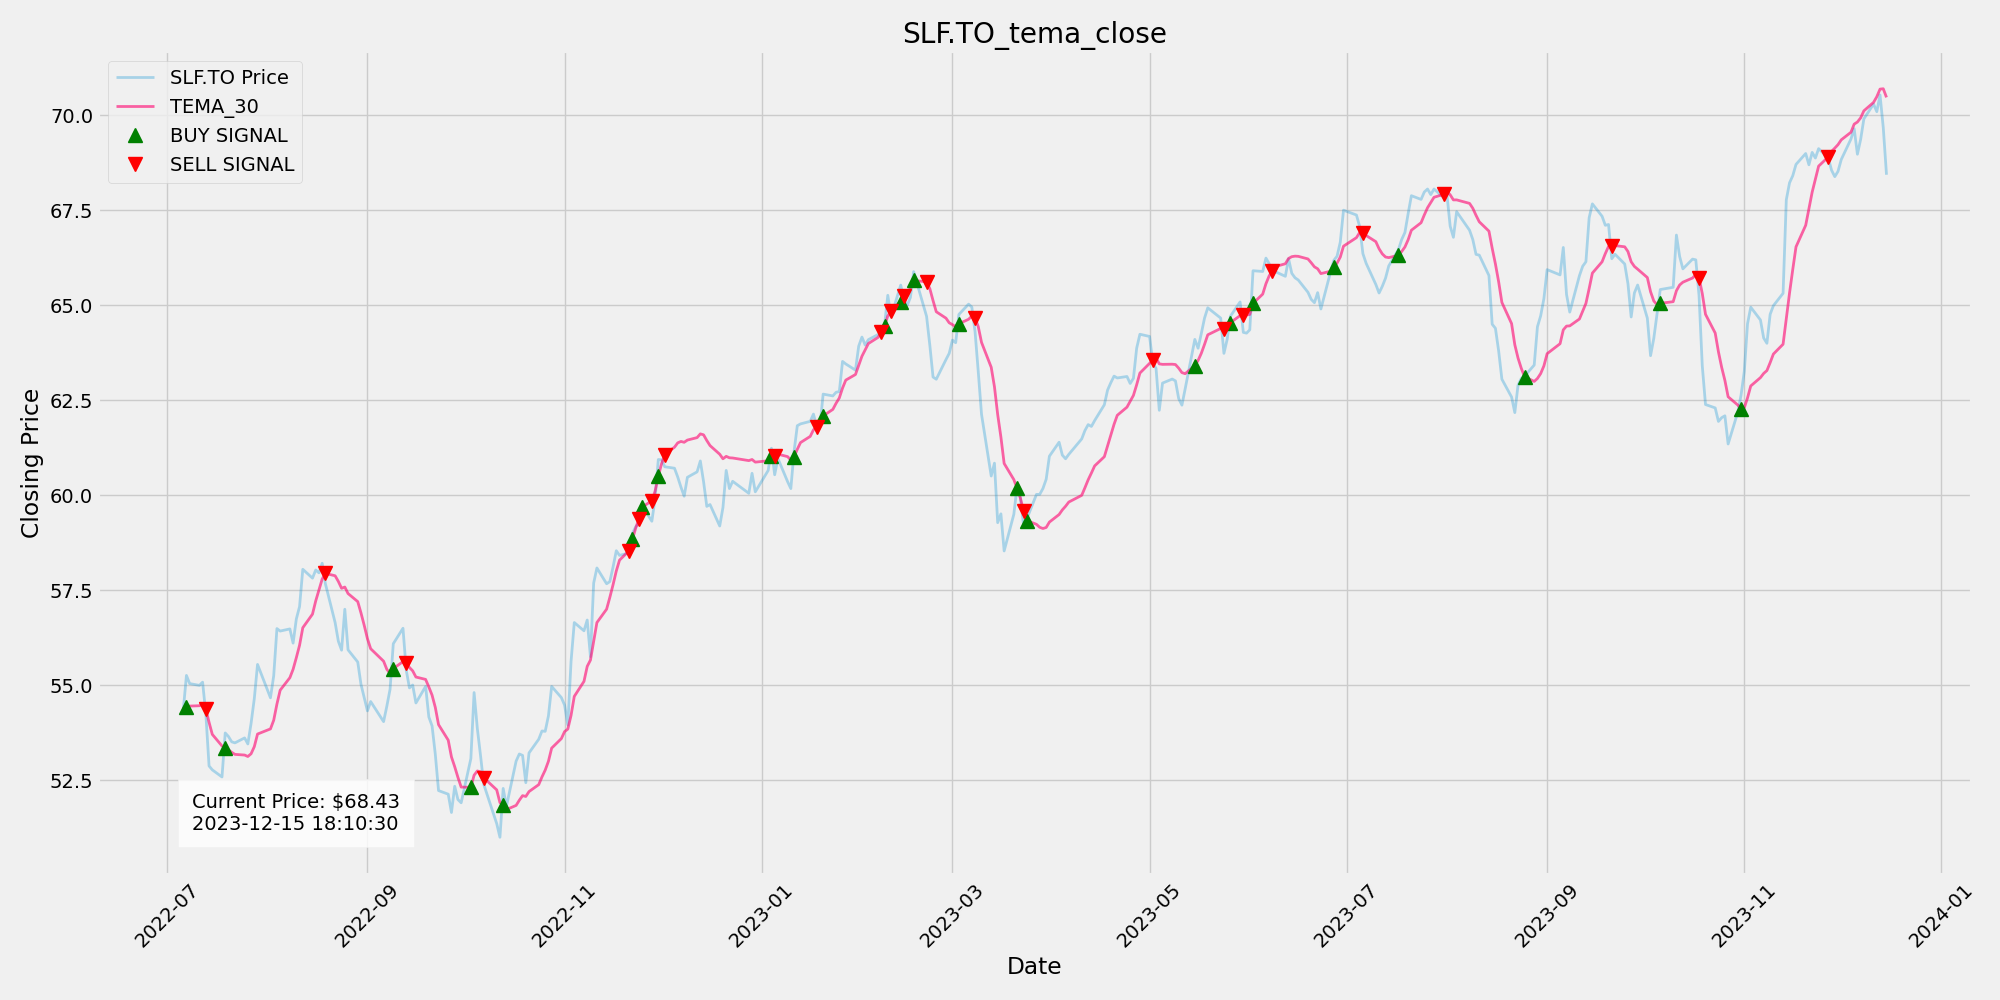 SLF.TO_tema_close
SLF.TO Price
TEMA_30
BUY SIGNAL
SELL SIGNAL
Closing Price
70.0
67.5
65.0
62.5
60.0
57.5
55.0
52.5
Current Price: $68.43
2023-12-15 18:10:30
2022-07
2022-09
2022-11
2023-01
2023-03
2023-05
2023-07
2023-09
2023-11
2024-01
Date